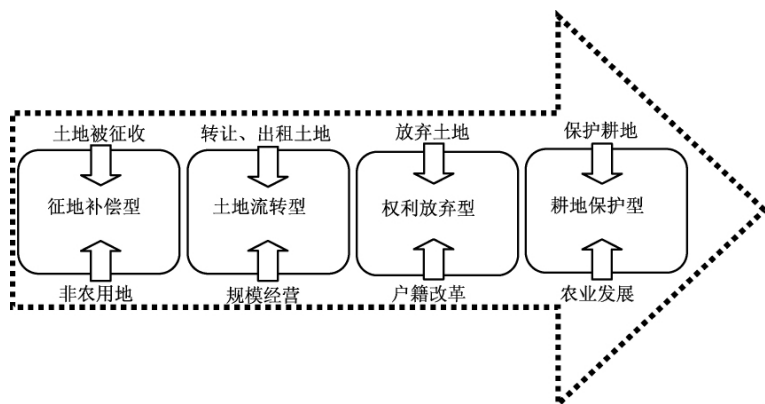 土地被征收
转让、出租土地
放弃土地
保护耕地
征地补偿型
土地流转型
权利放弃型
耕地保护型
非农用地
规模经营
户籍改革
农业发展